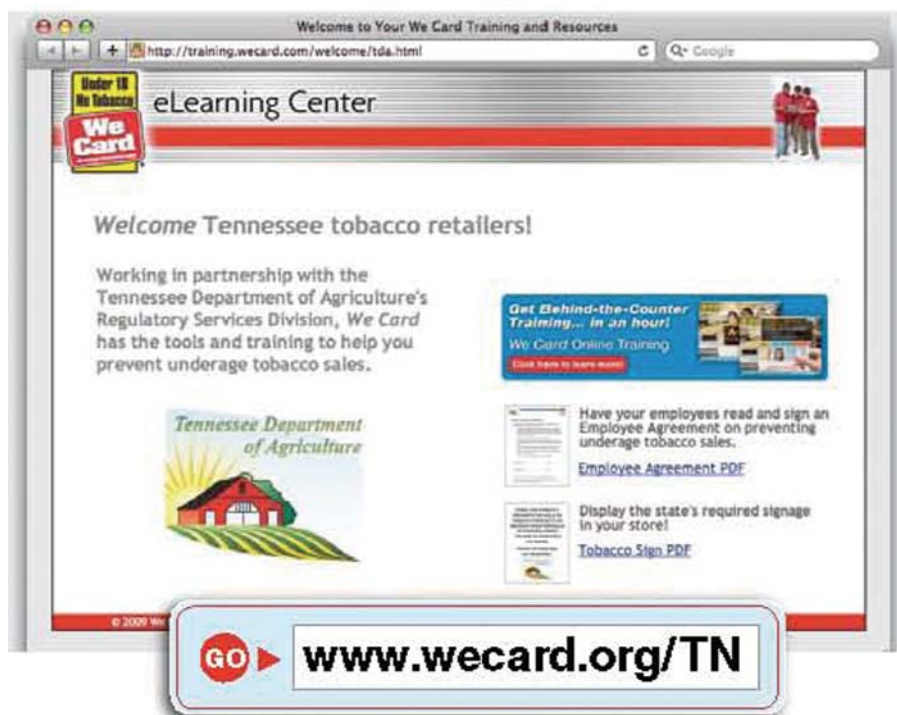 Welcome to Your We Card Training and Resources
http://training.wecard.com/welcome/tda.html
Google
Under 18
No Tobacco
We
Card
eLearning Center
Welcome Tennessee tobacco retailers!
Working in partnership with the
Tennessee Department of Agriculture's
Regulatory Services Division, We Card
has the tools and training to help you
prevent underage tobacco sales.
Tennessee Department
of Agriculture
Get Behind-the-Counter
Training... in an hour!
We Card Online Training
Click here to learn more!
Have your employees read and sign an
Employee Agreement on preventing
underage tobacco sales.
Employee Agreement PDF
Display the state's required signage
in your store!
Tobacco Sign PDF
© 2009 We
GO
www.wecard.org/TN